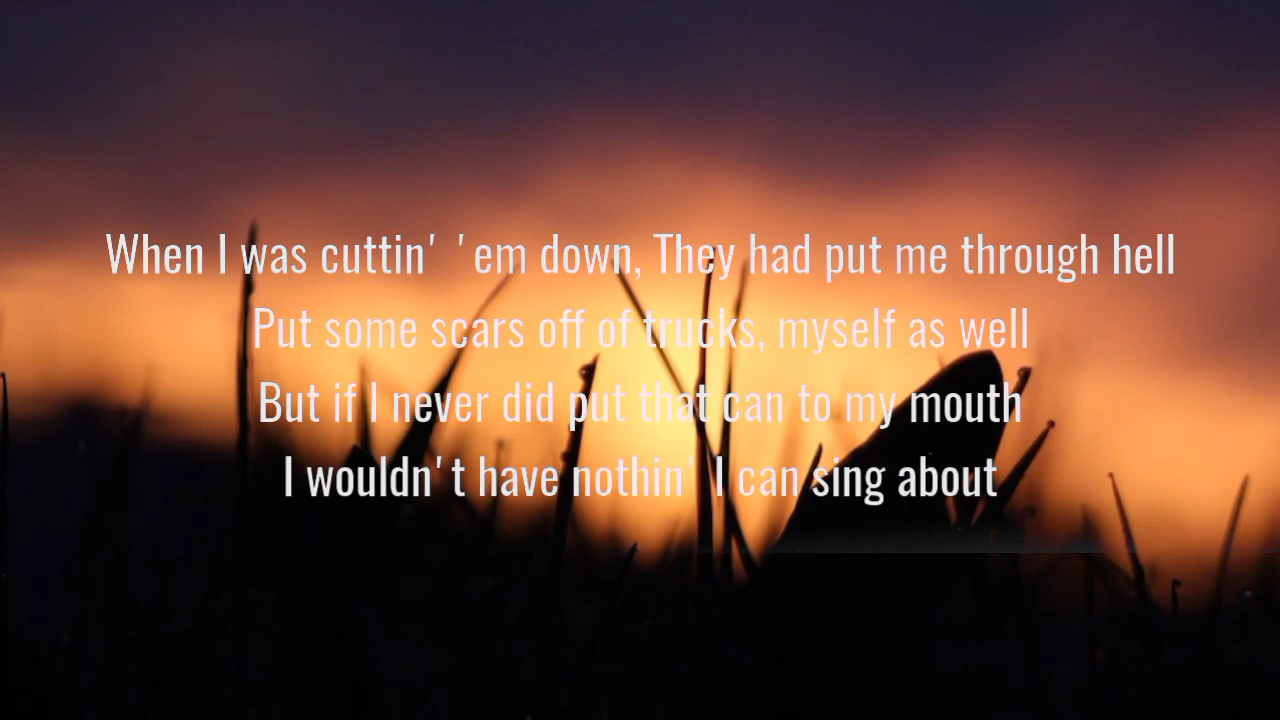 When I was cuttin' 'em down, They had put me through hell
Put some scars off of trucks, myself as well
But if I never did put that can to my mouth
I wouldn't have nothin' I can sing about